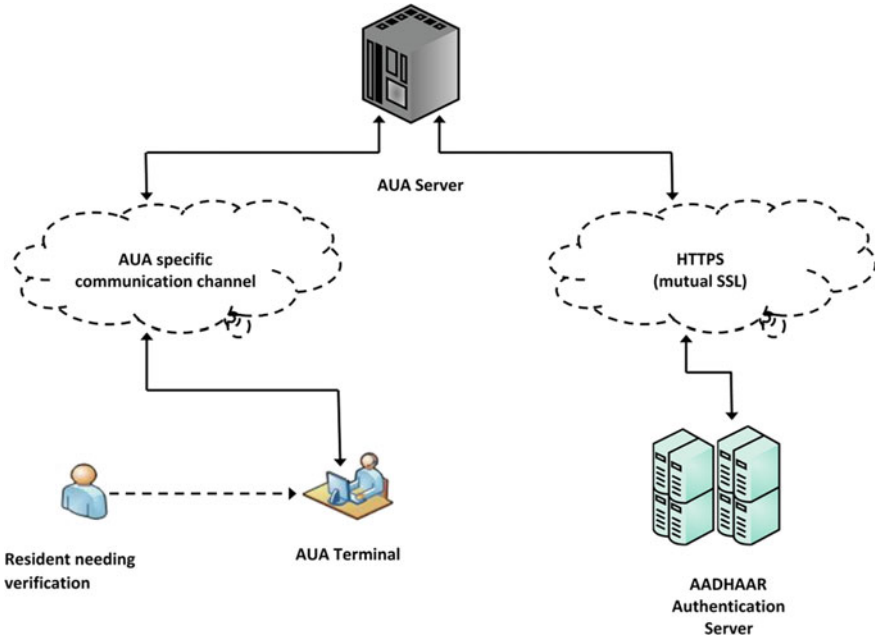 AUA Server
AUA specific
communication channel
HTTPS
(mutual SSL)
Resident needing
verification
AUA Terminal
AADHAAR
Authentication
Server